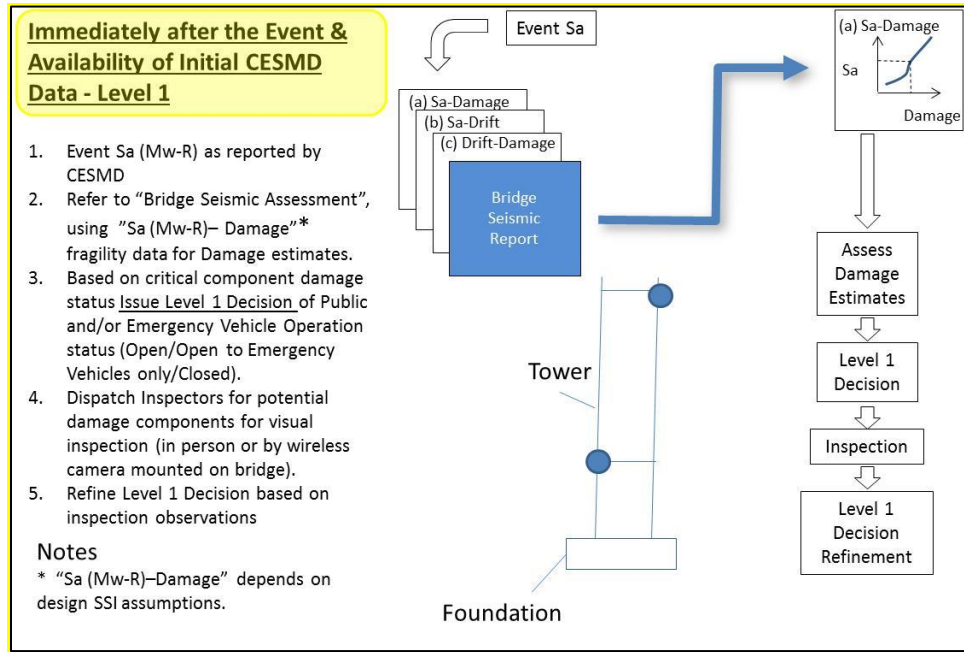 Immediately after the Event &
Availability of Initial CESMD
Data - Level 1
1. Event Sa (Mw-R) as reported by
CESMD
2. Refer to “Bridge Seismic Assessment”,
using ”Sa (Mw-R)– Damage”*
fragility data for Damage estimates.
3. Based on critical component damage
status Issue Level 1 Decision of Public
and/or Emergency Vehicle Operation
status (Open/Open to Emergency
Vehicles only/Closed).
4. Dispatch Inspectors for potential
damage components for visual
inspection (in person or by wireless
camera mounted on bridge).
5. Refine Level 1 Decision based on
inspection observations
Notes
* “Sa (Mw-R)–Damage” depends on
design SSI assumptions.
Event Sa
(a) Sa-Damage
(b) Sa-Drift
(c) Drift-Damage
Bridge
Seismic
Report
Tower
Foundation
(a) Sa-Damage
Sa
Damage
Assess
Damage
Estimates
Level 1
Decision
Inspection
Level 1
Decision
Refinement